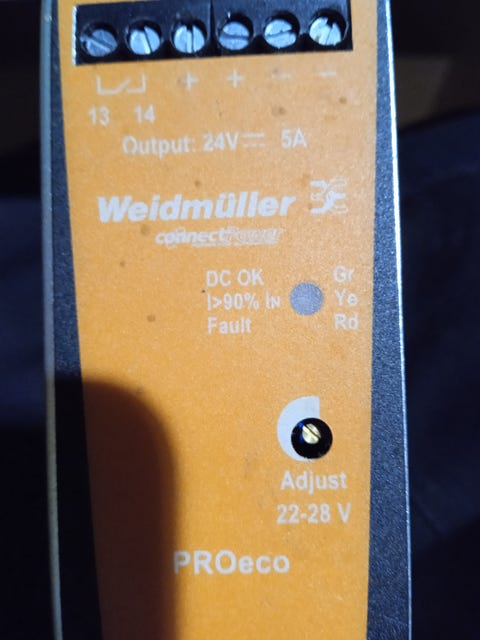 + + − −
13 14
Output: 24V⎓ 5A
Weidmüller
connectPower
DC OK Gr
I>90% IN Ye
Fault Rd
Adjust
22-28 V
PROeco